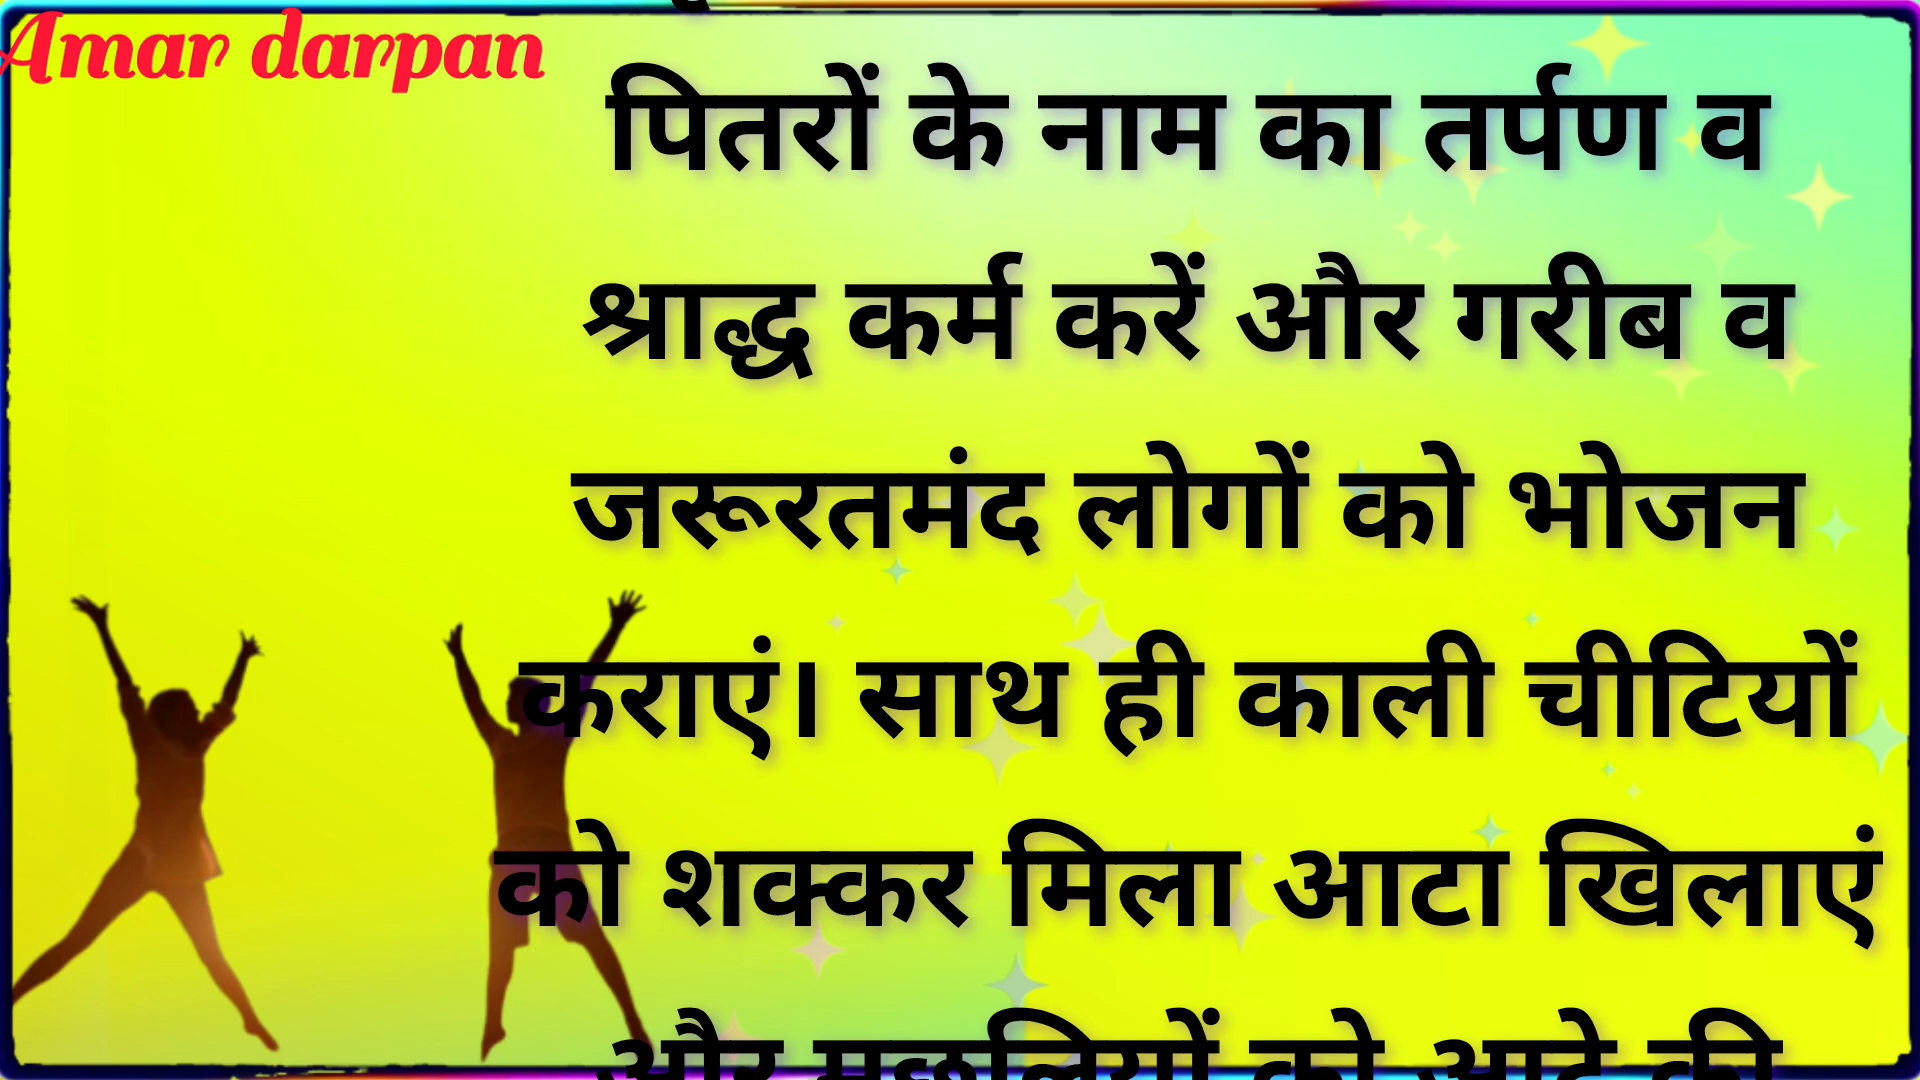 Amar darpan
पितरों के नाम का तर्पण व
श्राद्ध कर्म करें और गरीब व
जरूरतमंद लोगों को भोजन
कराएं। साथ ही काली चीटियों
को शक्कर मिला आटा खिलाएं
और मछलियों को आटे की